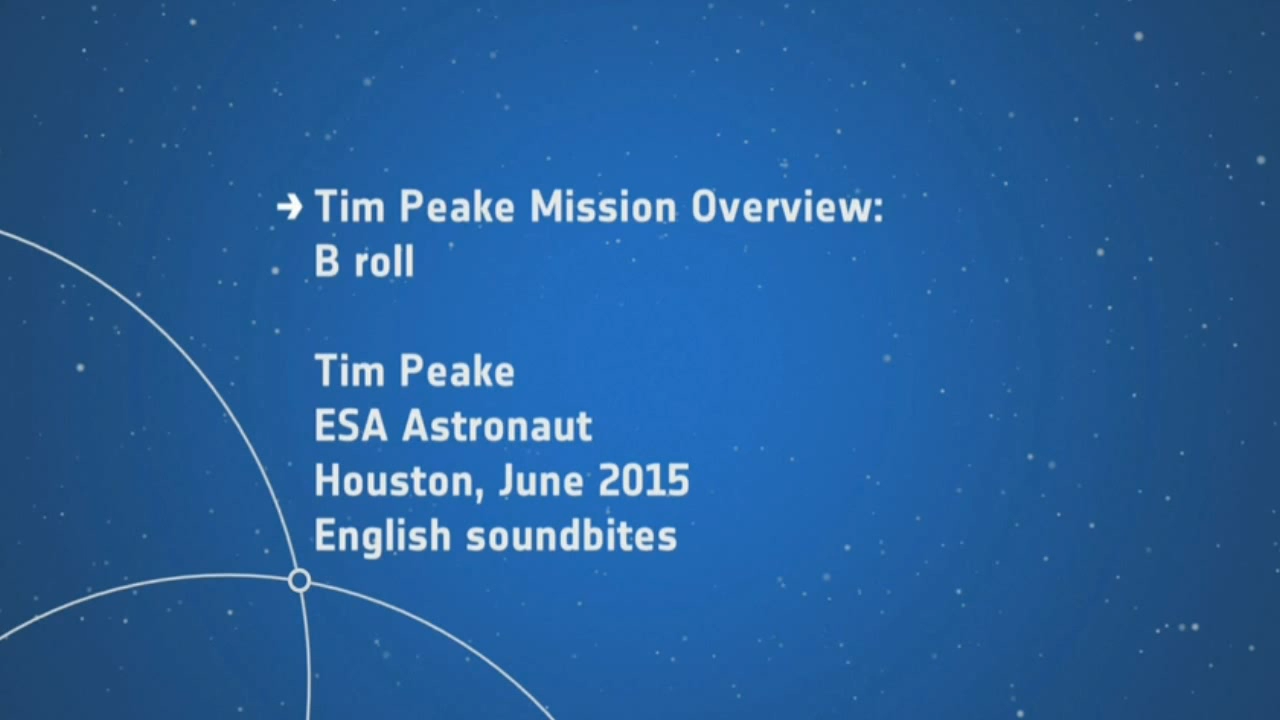 ➔ Tim Peake Mission Overview:
B roll
Tim Peake
ESA Astronaut
Houston, June 2015
English soundbites